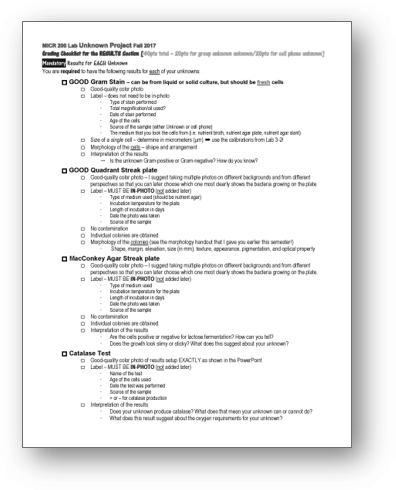 MICR 206 Lab Unknown Project Fall 2017
Grading Checklist for the RESULTS Section [40pts total – 20pts for group unknown unknowns/20pts for cell phone unknown]
Mandatory Results for EACH Unknown
You are required to have the following results for each of your unknowns:
GOOD Gram Stain – can be from liquid or solid culture, but should be fresh cells
Good-quality color photo
Label – does not need to be in-photo
Type of stain performed
Total magnification/oil used?
Date of stain performed
Age of the cells
Source of the sample (either Unknown or cell phone)
The medium that you took the cells from (i.e. nutrient broth, nutrient agar plate, nutrient agar slant)
Size of a single cell – determine in micrometers (µm) ➡ use the calibrations from Lab 3-2!
Morphology of the cells – shape and arrangement
Interpretation of the results
Is the unknown Gram-positive or Gram-negative? How do you know?
GOOD Quadrant Streak plate
Good-quality color photo – I suggest taking multiple photos on different backgrounds and from different
perspectives so that you can later choose which one most clearly shows the bacteria growing on the streak plate.
Label – MUST BE IN-PHOTO (not added later)
Type of medium used (should be nutrient agar)
Incubation temperature for the plate
Length of incubation in days
Date the photo was taken
Source of the sample
No contamination
Individual colonies are obtained
Morphology of the colonies (see the morphology handout that I gave you earlier this semester!)
Shape, margin, elevation, size (in mm), texture, appearance, pigmentation, and optical property
MacConkey Agar Streak plate
Good-quality color photo – I suggest taking multiple photos on different backgrounds and from different
perspectives so that you can later choose which one most clearly shows the bacteria growing on the streak plate.
Label – MUST BE IN-PHOTO (not added later)
Type of medium used
Incubation temperature for the plate
Length of incubation in days
Date the photo was taken
Source of the sample
No contamination
Individual colonies are obtained
Interpretation of the results
Are the cells positive or negative for lactose fermentation? How can you tell?
Does the growth look slimy or sticky? What does this suggest about your unknown?
Catalase Test
Good-quality color photo of results setup EXACTLY as shown in the PowerPoint!
Label – MUST BE IN-PHOTO (not added later)
Name of the test
Age of the cells used
Date the test was performed
Source of the sample
+ or – for catalase production
Interpretation of the results
Does your unknown produce catalase? What does that mean your unknown can or cannot do?
What does this result suggest about the oxygen requirements for your unknown?